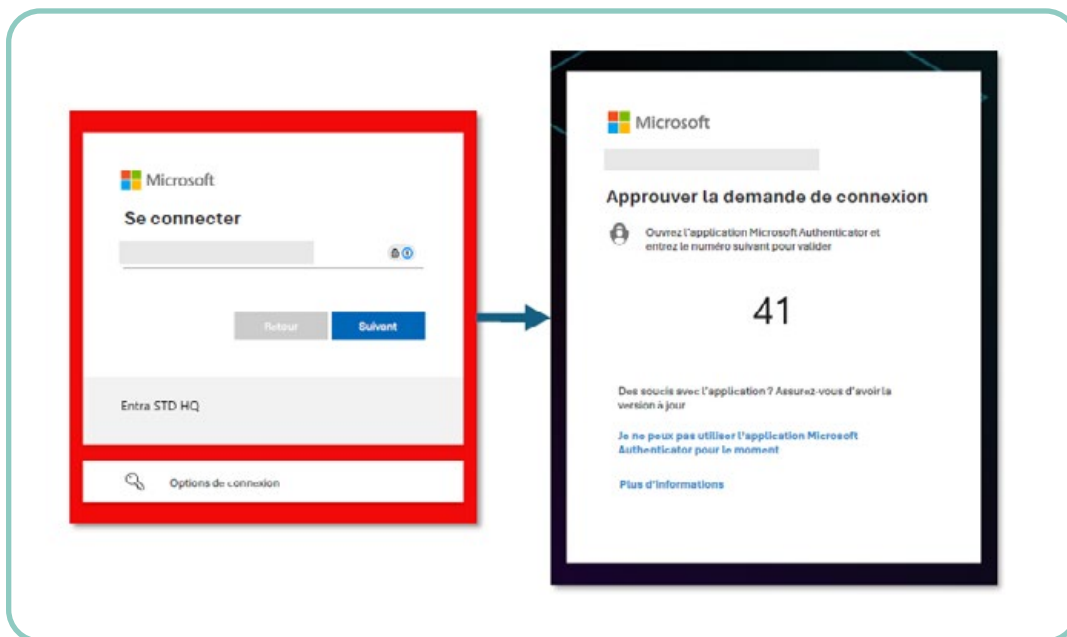 Microsoft
Se connecter
Retour
Suivant
Entra STD HQ
Options de connexion
Microsoft
Approuver la demande de connexion
Ouvrez l'application Microsoft Authenticator et
entrez le numéro suivant pour valider
41
Des soucis avec l'application ? Assurez-vous d'avoir la
version à jour
Je ne peux pas utiliser l'application Microsoft
Authenticator pour le moment
Plus d'informations